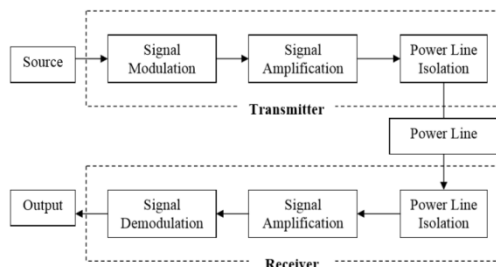 Source
Signal
Modulation
Signal
Amplification
Power Line
Isolation
Transmitter
Power Line
Output
Signal
Demodulation
Signal
Amplification
Power Line
Isolation
Receiver